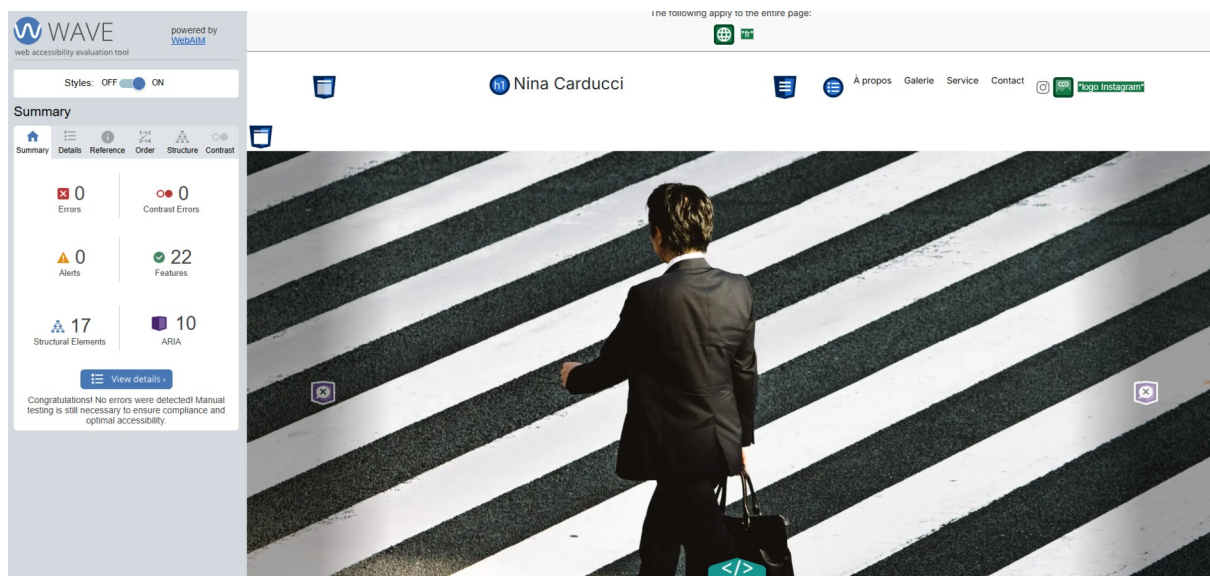 WAVE
web accessibility evaluation tool
powered by
WebAIM
Styles: OFF ON
Summary
Summary Details Reference Order Structure Contrast
0
Errors
0
Contrast Errors
0
Alerts
22
Features
17
Structural Elements
10
ARIA
View details ›
Congratulations! No errors were detected! Manual
testing is still necessary to ensure compliance and
optimal accessibility.
The following apply to the entire page:
"fr"
h1 Nina Carducci
À propos Galerie Service Contact
*logo Instagram*
</>